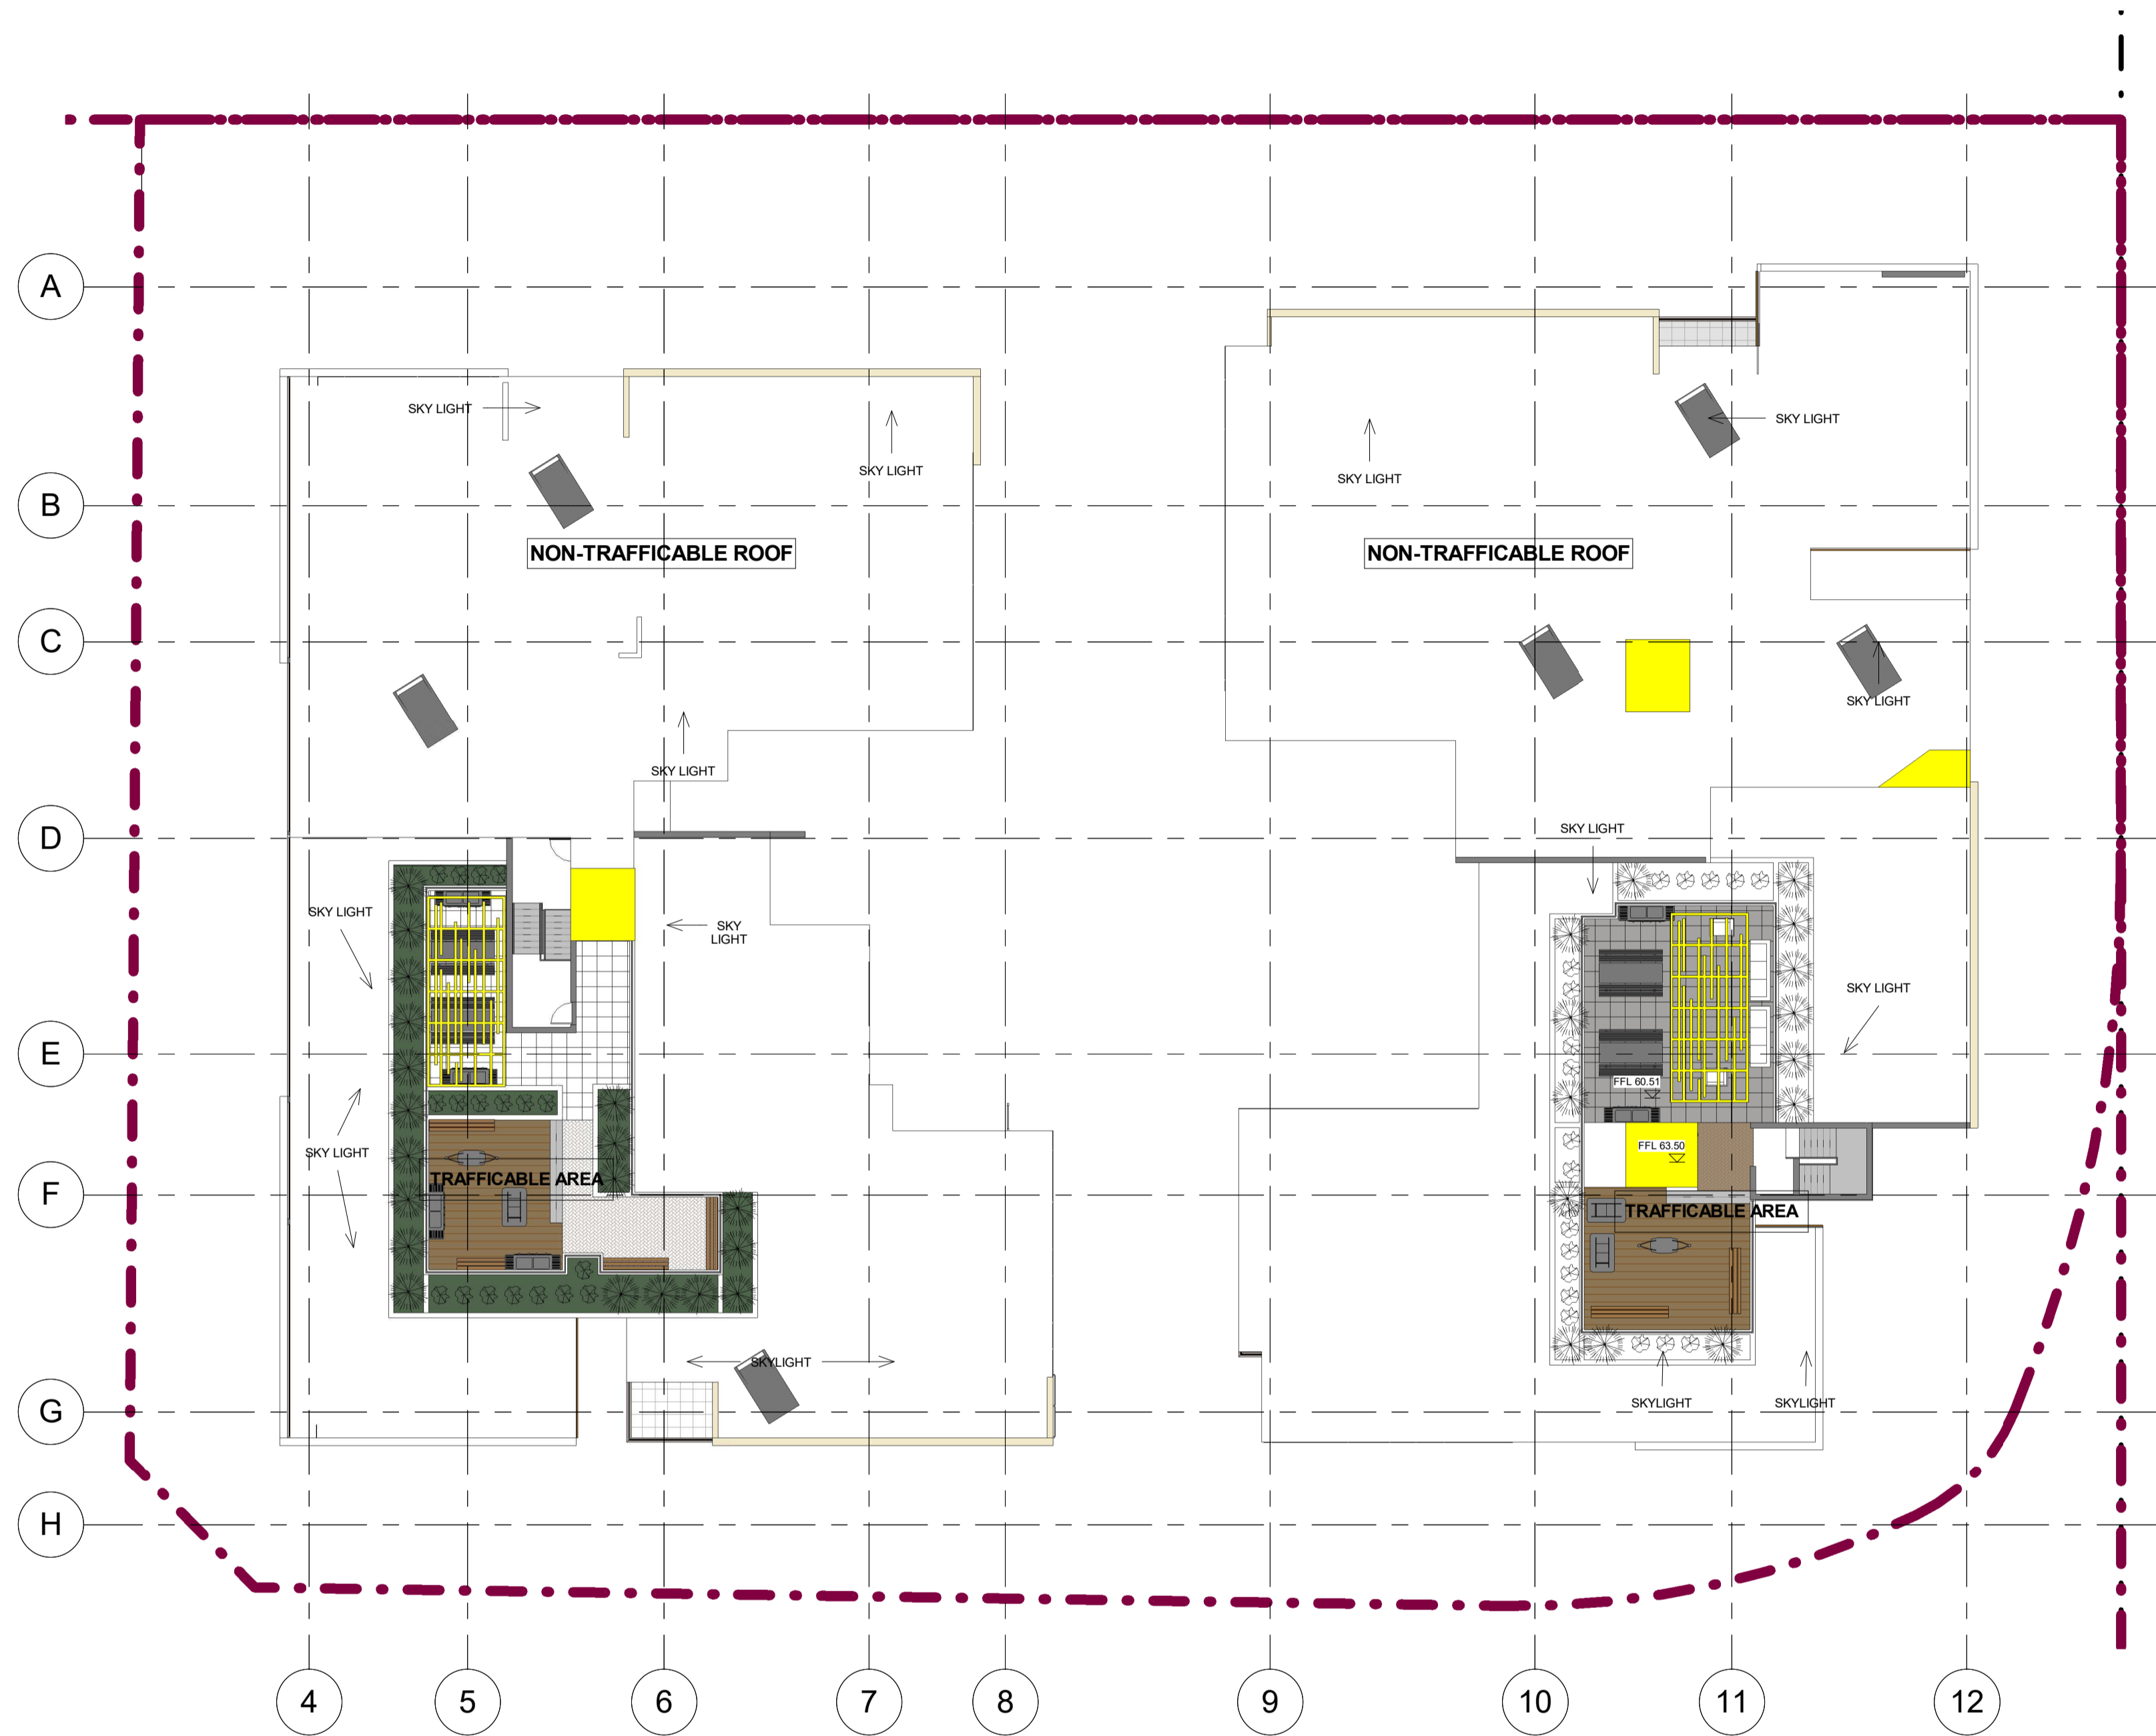 A
SKY LIGHT
SKY LIGHT
SKY LIGHT
SKY LIGHT
B
NON-TRAFFICABLE ROOF
NON-TRAFFICABLE ROOF
C
SKY LIGHT
SKY LIGHT
D
SKY LIGHT
SKY LIGHT
SKY
LIGHT
SKY LIGHT
E
FFL 60.51
SKY LIGHT
FFL 63.50
F
TRAFFICABLE AREA
TRAFFICABLE AREA
SKYLIGHT
SKYLIGHT
SKYLIGHT
G
H
4
5
6
7
8
9
10
11
12